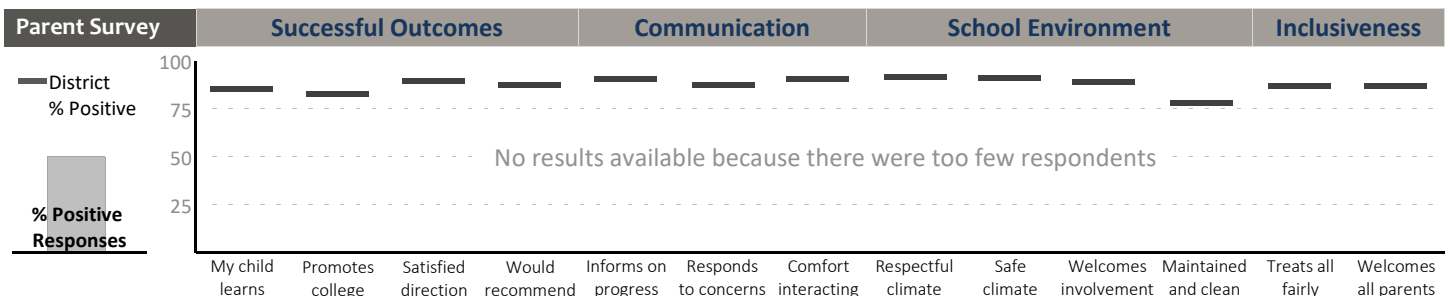 Parent Survey
Successful Outcomes
Communication
School Environment
Inclusiveness
District
% Positive
% Positive
Responses
100
75
50
25
No results available because there were too few respondents
My child
learns
Promotes
college
Satisfied
direction
Would
recommend
Informs on
progress
Responds
to concerns
Comfort
interacting
Respectful
climate
Safe
climate
Welcomes
involvement
Maintained
and clean
Treats all
fairly
Welcomes
all parents